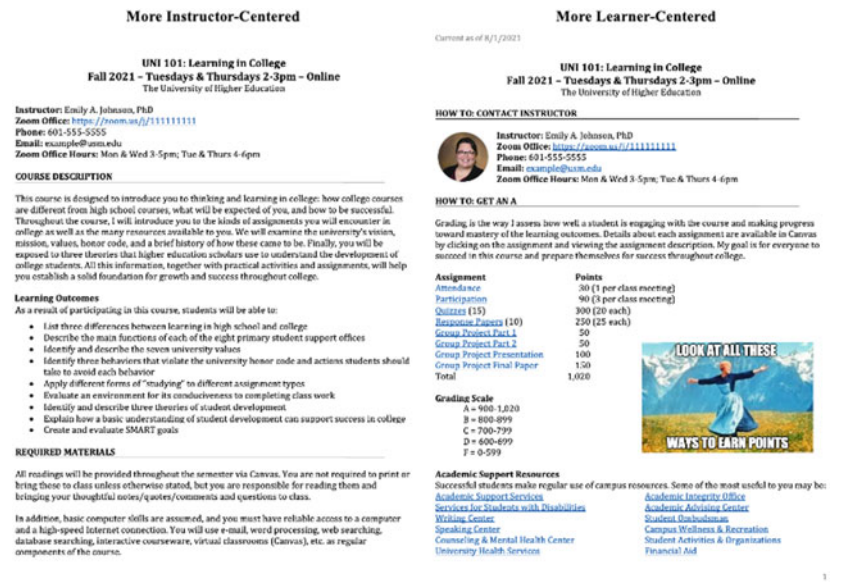 More Instructor-Centered
UNI 101: Learning in College
Fall 2021 – Tuesdays & Thursdays 2-3pm – Online
The University of Higher Education
Instructor: Emily A. Johnson, PhD
Zoom Office: https://zoom.us/j/111111111
Phone: 601-555-5555
Email: example@usm.edu
Zoom Office Hours: Mon & Wed 3-5pm; Tue & Thurs 4-6pm
COURSE DESCRIPTION
This course is designed to introduce you to thinking and learning in college: how college courses
are different from high school courses, what will be expected of you, and how to be successful.
Throughout the course, I will introduce you to the kinds of assignments you will encounter in
college as well as the many resources available to you. We will examine the university's vision,
mission, values, honor code, and a brief history of how these came to be. Finally, you will be
exposed to three theories that higher education scholars use to understand the development of
college students. All this information, together with practical activities and assignments, will help
you establish a solid foundation for growth and success throughout college.
Learning Outcomes
As a result of participating in this course, students will be able to:
• List three differences between learning in high school and college
• Describe the main functions of each of the eight primary student support offices
• Identify and describe the seven university values
• Identify three behaviors that violate the university honor code and actions students should
take to avoid each behavior
• Apply different forms of "studying" to different assignment types
• Evaluate an environment for its conduciveness to completing class work
• Identify and describe three theories of student development
• Explain how a basic understanding of student development can support success in college
• Create and evaluate SMART goals
REQUIRED MATERIALS
All readings will be provided throughout the semester via Canvas. You are not required to print or
bring these to class unless otherwise stated, but you are responsible for reading them and
bringing your thoughtful notes/quotes/comments and questions to class.
In addition, basic computer skills are assumed, and you must have reliable access to a computer
and a high-speed Internet connection. You will use e-mail, word processing, web searching,
database searching, interactive courseware, virtual classrooms (Canvas), etc. as regular
components of the course.
More Learner-Centered
Current as of 8/1/2021
UNI 101: Learning in College
Fall 2021 – Tuesdays & Thursdays 2-3pm – Online
The University of Higher Education
HOW TO: CONTACT INSTRUCTOR
Instructor: Emily A. Johnson, PhD
Zoom Office: https://zoom.us/j/111111111
Phone: 601-555-5555
Email: example@usm.edu
Zoom Office Hours: Mon & Wed 3-5pm; Tue & Thurs 4-6pm
HOW TO: GET AN A
Grading is the way I assess how well a student is engaging with the course and making progress
toward mastery of the learning outcomes. Details about each assignment are available in Canvas
by clicking on the assignment and viewing the assignment description. My goal is for everyone to
succeed in this course and prepare themselves for success throughout college.
Assignment Points
Attendance 30 (1 per class meeting)
Participation 90 (3 per class meeting)
Quizzes (15) 300 (20 each)
Response Papers (10) 250 (25 each)
Group Project Part 1 50
Group Project Part 2 50
Group Project Presentation 100
Group Project Final Paper 150
Total 1,020
LOOK AT ALL THESE
WAYS TO EARN POINTS
Grading Scale
A = 900-1,020
B = 800-899
C = 700-799
D = 600-699
F = 0-599
Academic Support Resources
Successful students make regular use of campus resources. Some of the most useful to you may be:
Academic Support Services Academic Integrity Office
Services for Students with Disabilities Academic Advising Center
Writing Center Student Ombudsman
Speaking Center Campus Wellness & Recreation
Counseling & Mental Health Center Student Activities & Organizations
University Health Services Financial Aid
1